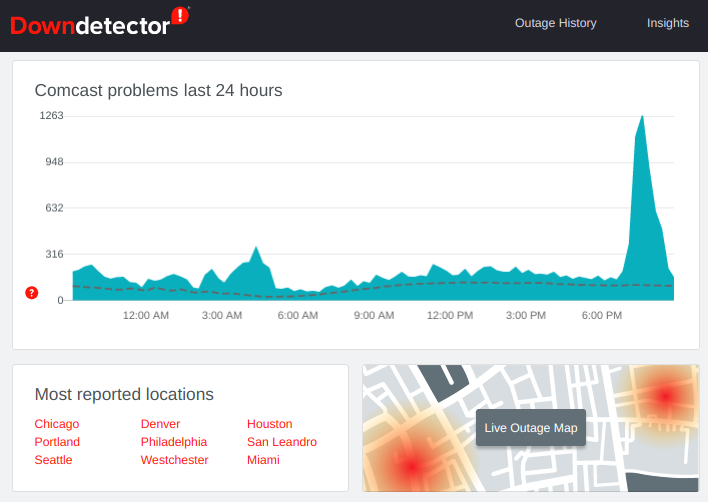 Downdetector
Outage History Insights
Comcast problems last 24 hours
1263
948
632
316
?
0
12:00 AM 3:00 AM 6:00 AM 9:00 AM 12:00 PM 3:00 PM 6:00 PM
Most reported locations
Chicago Denver Houston
Portland Philadelphia San Leandro
Seattle Westchester Miami
Live Outage Map